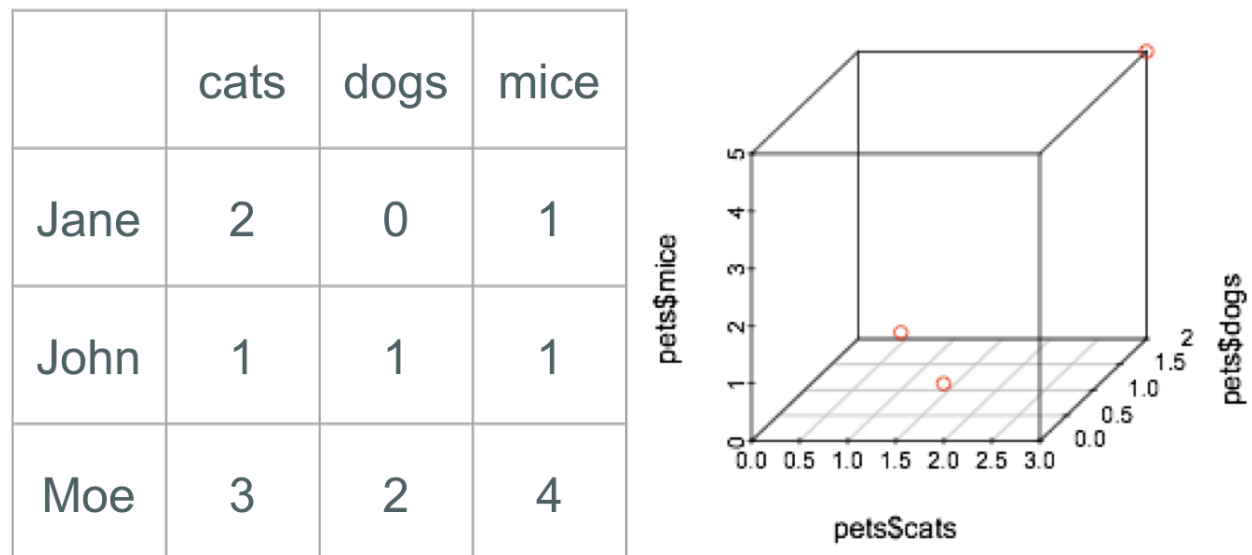 cats dogs mice
Jane 2 0 1
John 1 1 1
Moe 3 2 4
pets$mice
5
4
3
2
1
0
0.0 0.5 1.0 1.5 2.0 2.5 3.0
pets$cats
2
1.5
1.0
0.5
0.0
pets$dogs